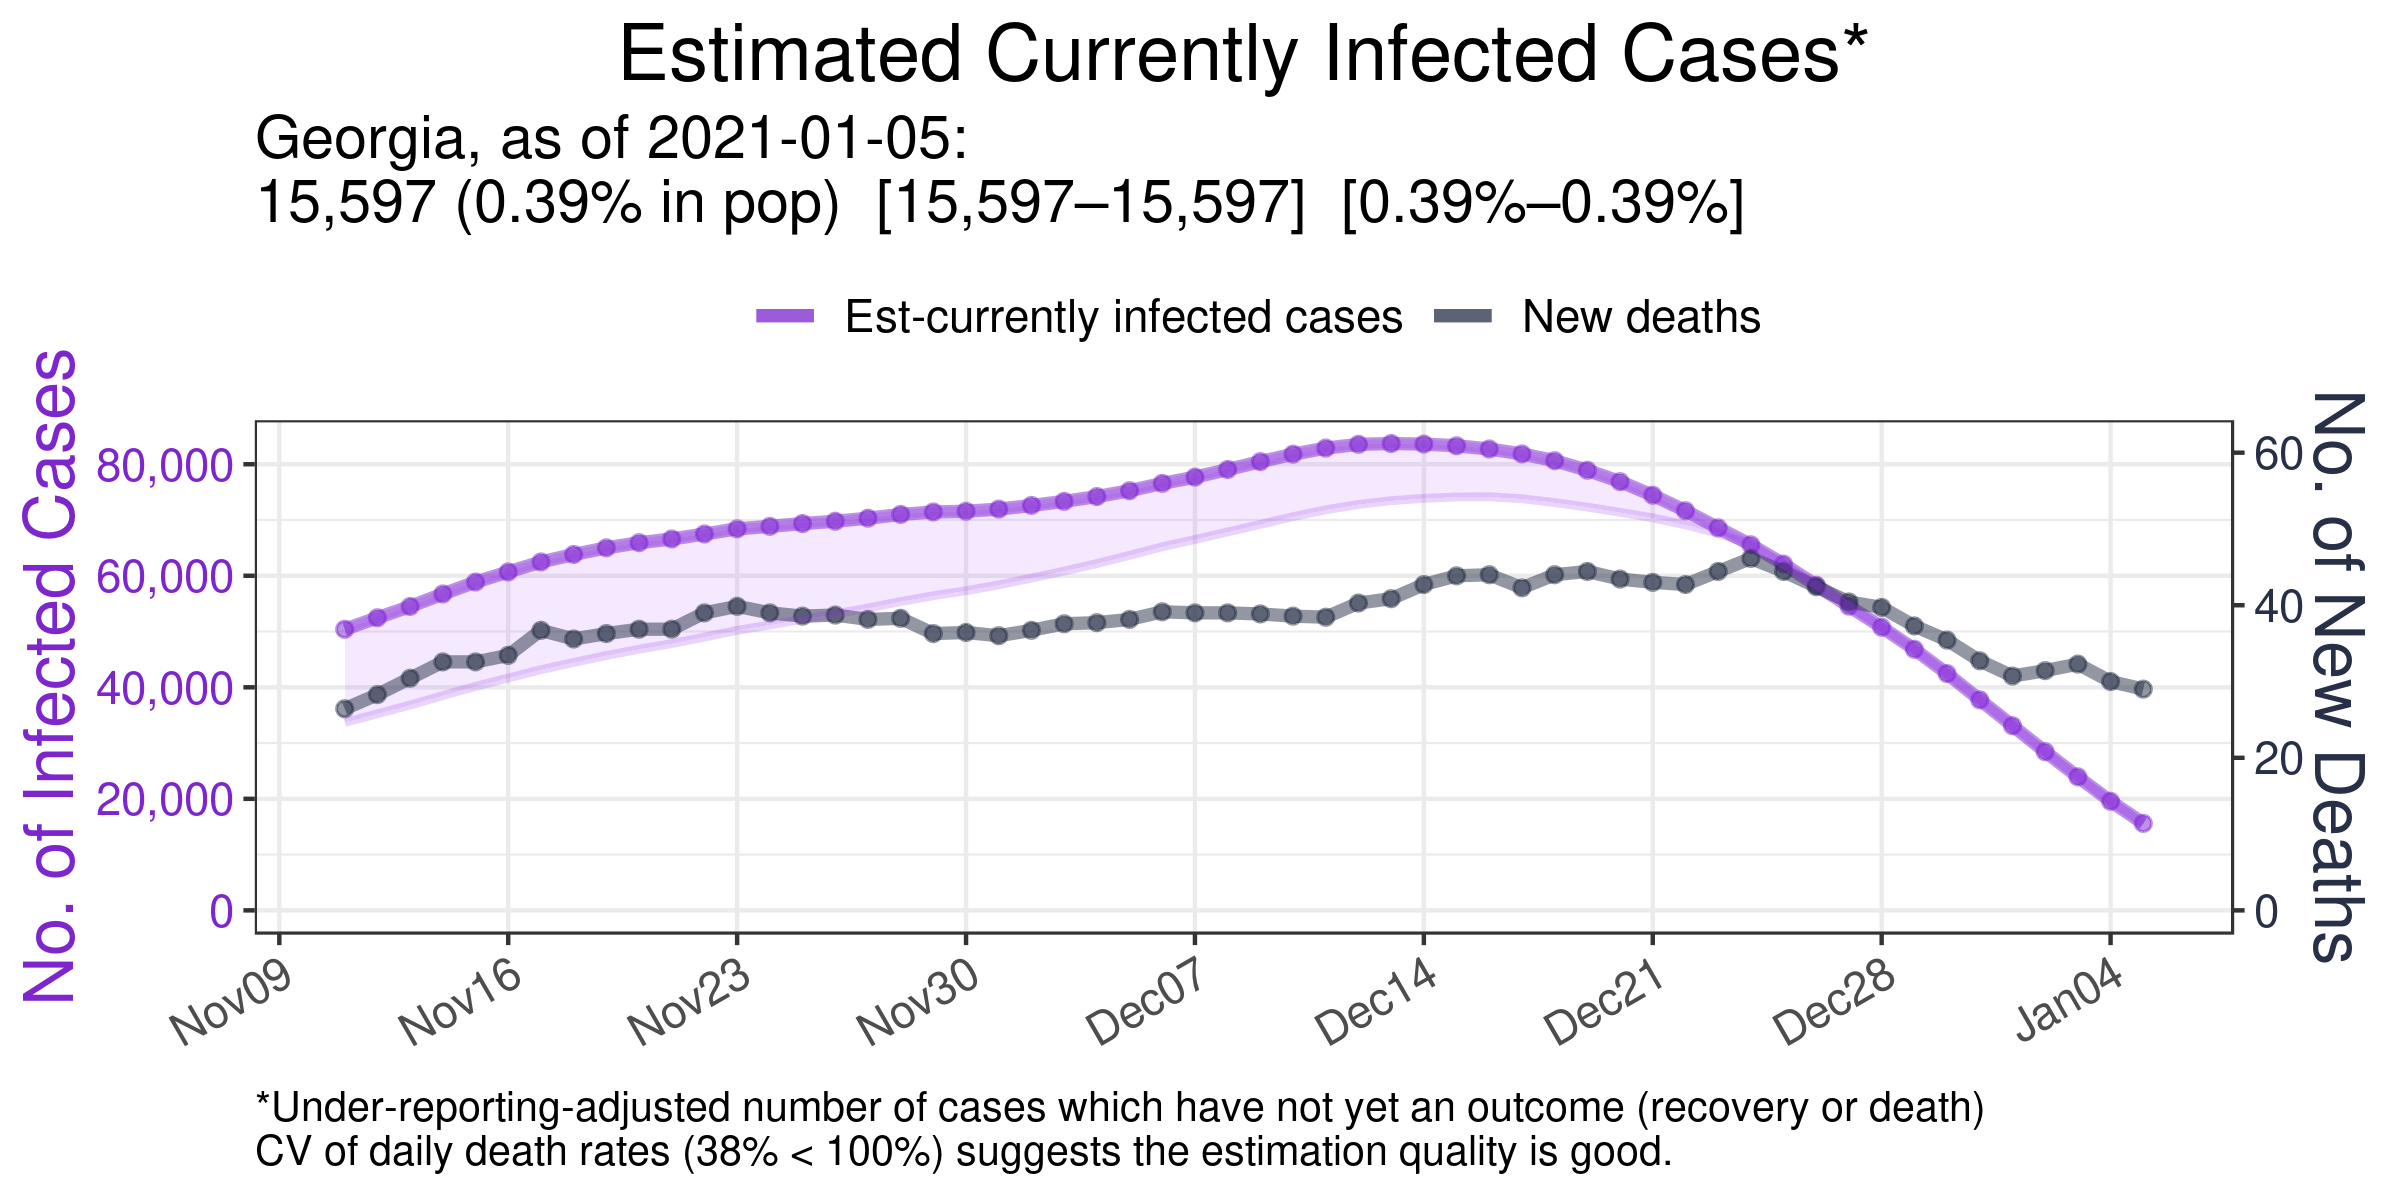 Estimated Currently Infected Cases*
Georgia, as of 2021-01-05:
15,597 (0.39% in pop)  [15,597–15,597]  [0.39%–0.39%]
Est-currently infected cases
New deaths
No. of Infected Cases
80,000
60,000
40,000
20,000
0
No. of New Deaths
60
40
20
0
Nov09
Nov16
Nov23
Nov30
Dec07
Dec14
Dec21
Dec28
Jan04
*Under-reporting-adjusted number of cases which have not yet an outcome (recovery or death)
CV of daily death rates (38% < 100%) suggests the estimation quality is good.